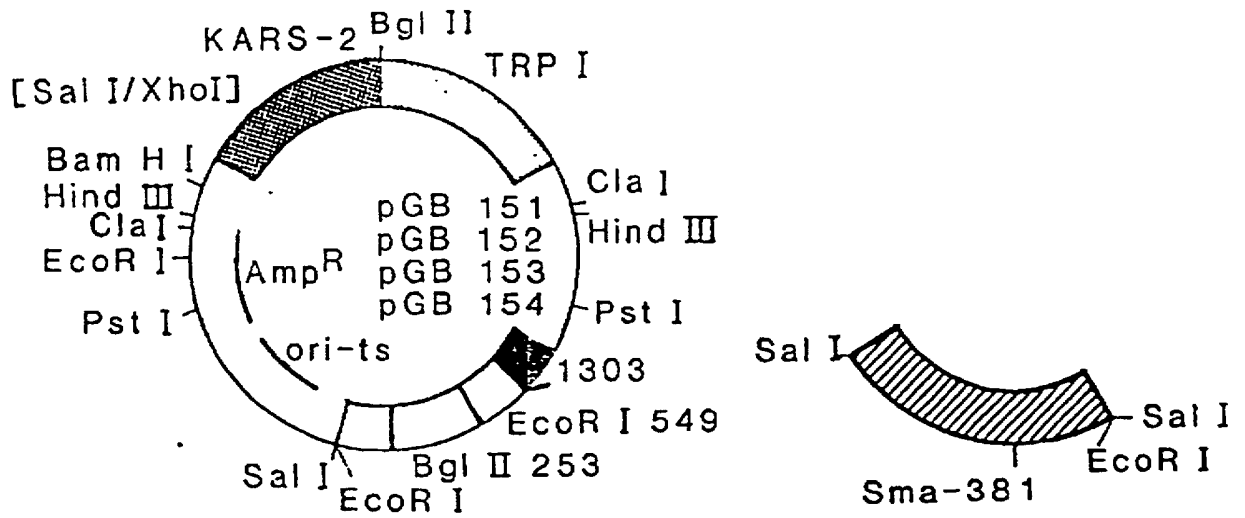 KARS-2
Bgl II
TRP I
[Sal I/XhoI]
Bam H I
Hind III
Cla I
EcoR I
Pst I
Cla I
Hind III
Pst I
pGB 151
pGB 152
pGB 153
pGB 154
Amp^R
ori-ts
1303
EcoR I 549
Bgl II 253
Sal I
EcoR I
Sal I
Sal I
EcoR I
Sma-381